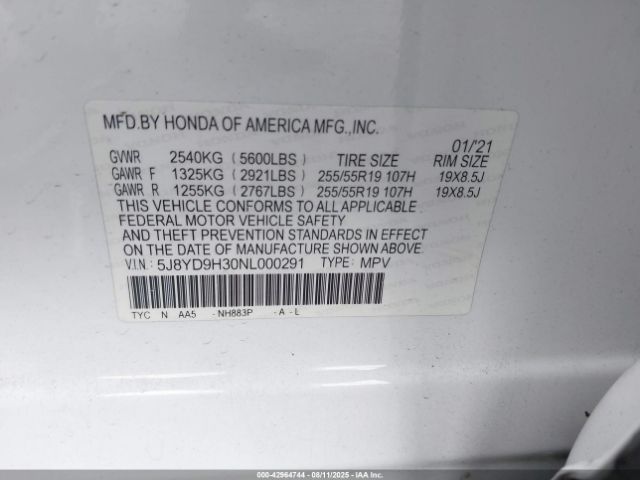 MFD.BY HONDA OF AMERICA MFG.,INC.
01/'21
GVWR 2540KG (5600LBS) TIRE SIZE RIM SIZE
GAWR F 1325KG (2921LBS) 255/55R19 107H 19X8.5J
GAWR R 1255KG (2767LBS) 255/55R19 107H 19X8.5J
THIS VEHICLE CONFORMS TO ALL APPLICABLE
FEDERAL MOTOR VEHICLE SAFETY
AND THEFT PREVENTION STANDARDS IN EFFECT
ON THE DATE OF MANUFACTURE SHOWN ABOVE.
V.I.N.: 5J8YD9H30NL000291 TYPE: MPV
TYC N AA5 -NH883P -A-L
000-42964744 - 08/11/2025 - IAAI.COM